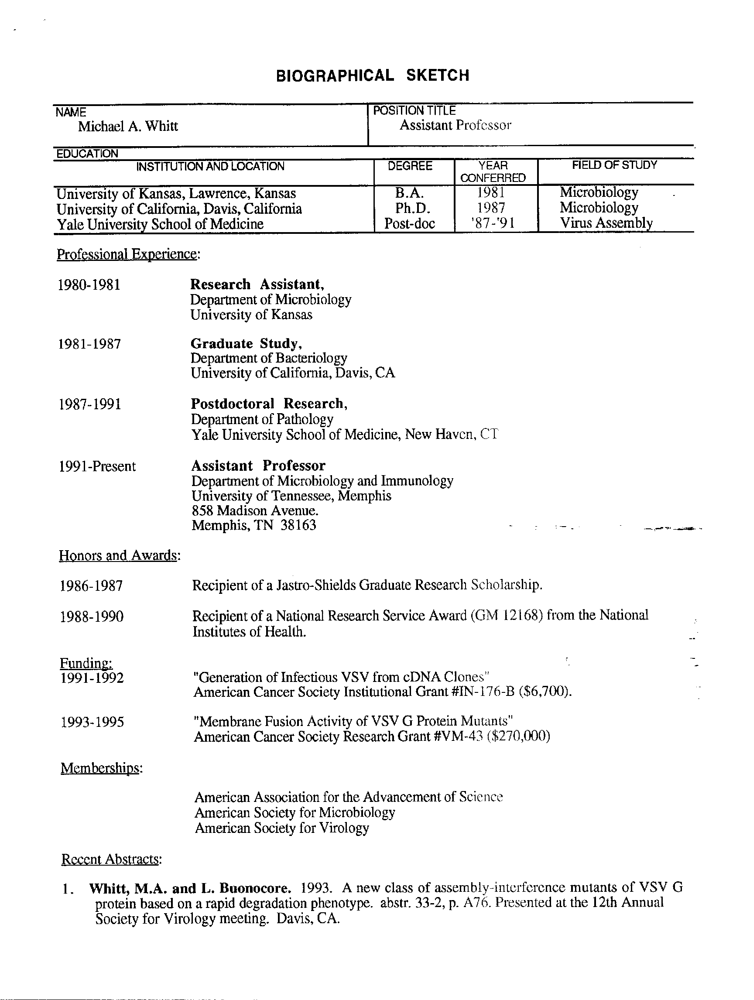 BIOGRAPHICAL SKETCH
NAME POSITION TITLE
Michael A. Whitt Assistant Professor
EDUCATION
INSTITUTION AND LOCATION DEGREE YEAR CONFERRED FIELD OF STUDY
University of Kansas, Lawrence, Kansas B.A. 1981 Microbiology
University of California, Davis, California Ph.D. 1987 Microbiology
Yale University School of Medicine Post-doc '87-'91 Virus Assembly
Professional Experience:
1980-1981 Research Assistant,
Department of Microbiology
University of Kansas
1981-1987 Graduate Study,
Department of Bacteriology
University of California, Davis, CA
1987-1991 Postdoctoral Research,
Department of Pathology
Yale University School of Medicine, New Haven, CT
1991-Present Assistant Professor
Department of Microbiology and Immunology
University of Tennessee, Memphis
858 Madison Avenue.
Memphis, TN 38163
Honors and Awards:
1986-1987 Recipient of a Jastro-Shields Graduate Research Scholarship.
1988-1990 Recipient of a National Research Service Award (GM 12168) from the National
Institutes of Health.
Funding:
1991-1992 "Generation of Infectious VSV from cDNA Clones"
American Cancer Society Institutional Grant #IN-176-B ($6,700).
1993-1995 "Membrane Fusion Activity of VSV G Protein Mutants"
American Cancer Society Research Grant #VM-43 ($270,000)
Memberships:
American Association for the Advancement of Science
American Society for Microbiology
American Society for Virology
Recent Abstracts:
1. Whitt, M.A. and L. Buonocore. 1993. A new class of assembly-interference mutants of VSV G
protein based on a rapid degradation phenotype. abstr. 33-2, p. A76. Presented at the 12th Annual
Society for Virology meeting. Davis, CA.